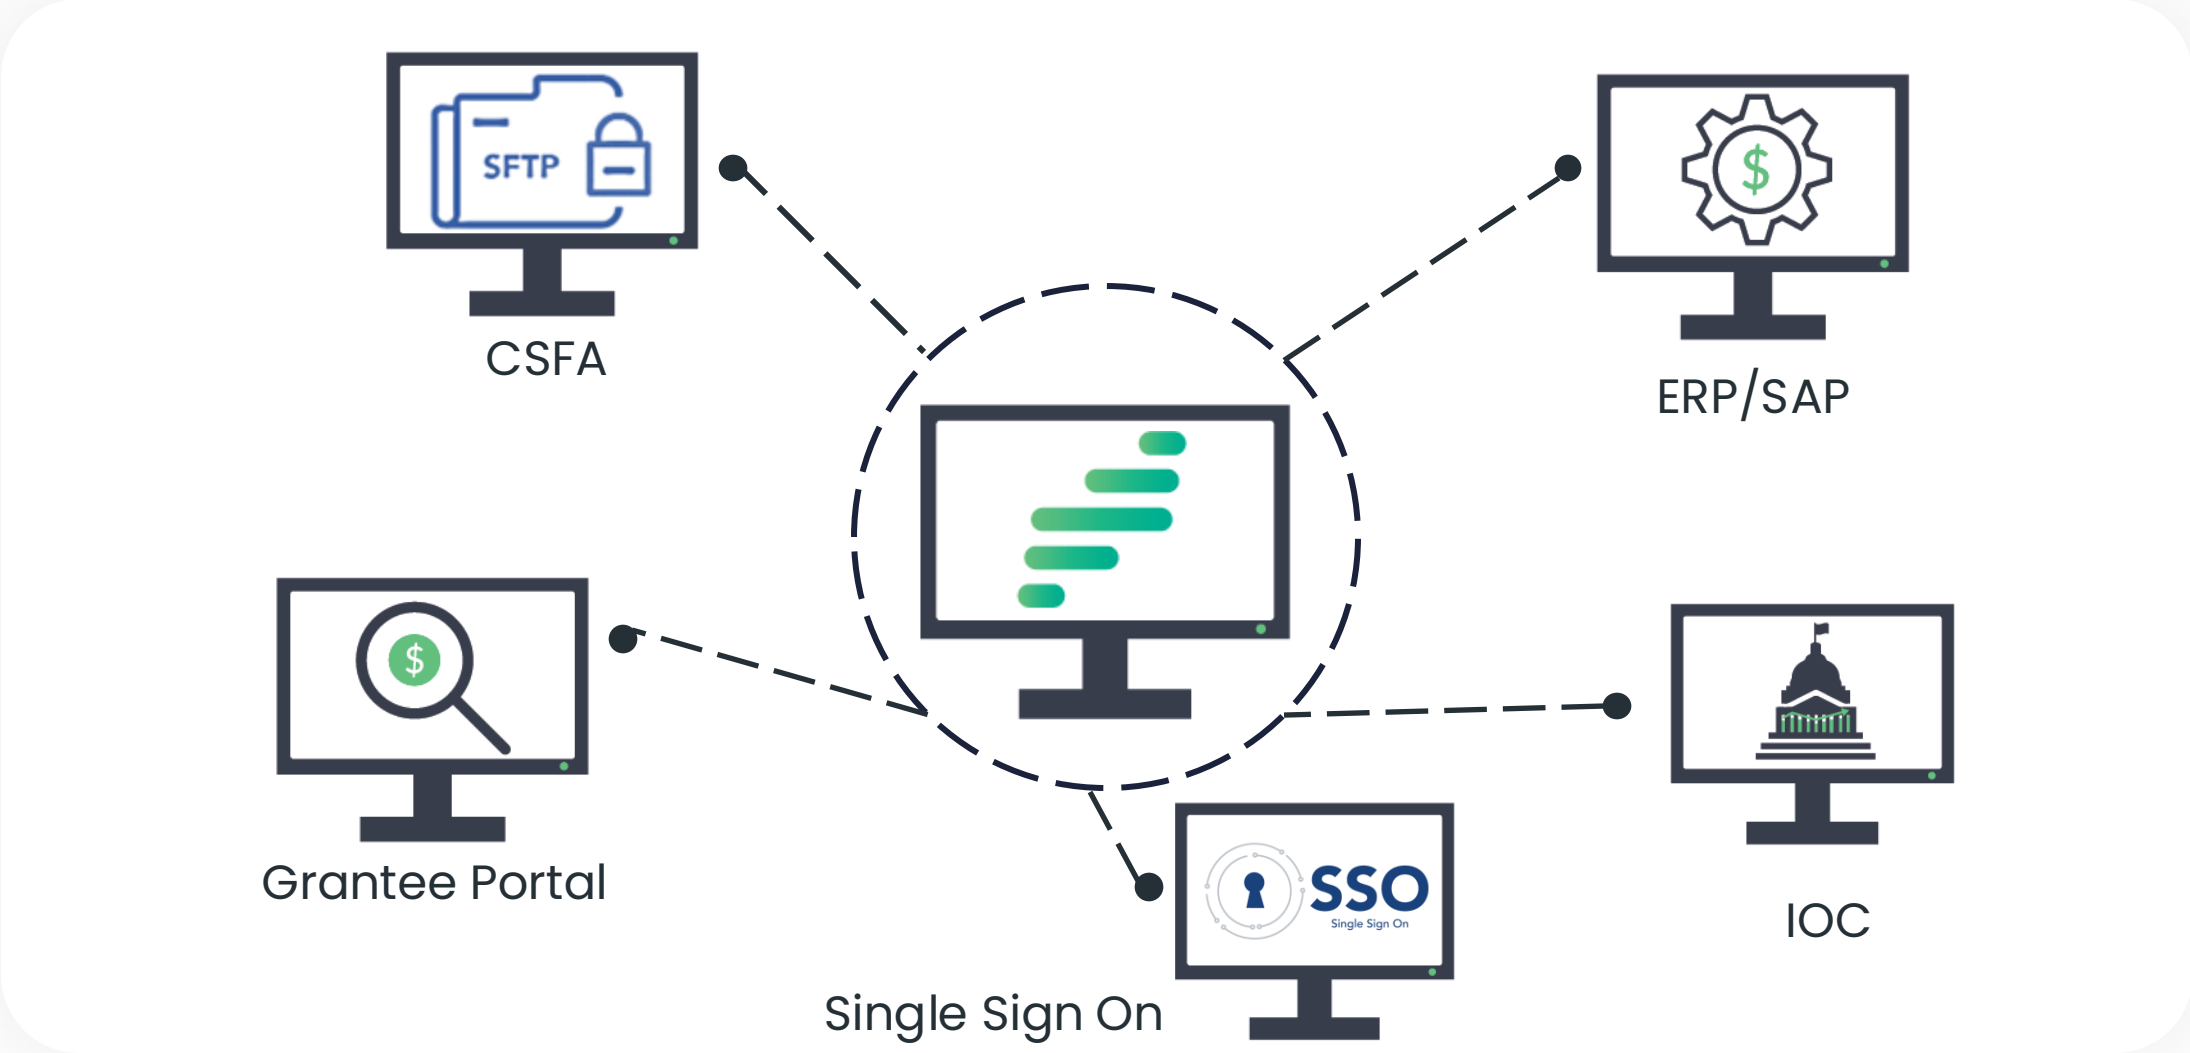 SFTP
CSFA
$
ERP/SAP
$
Grantee Portal
SSO
Single Sign On
Single Sign On
IOC